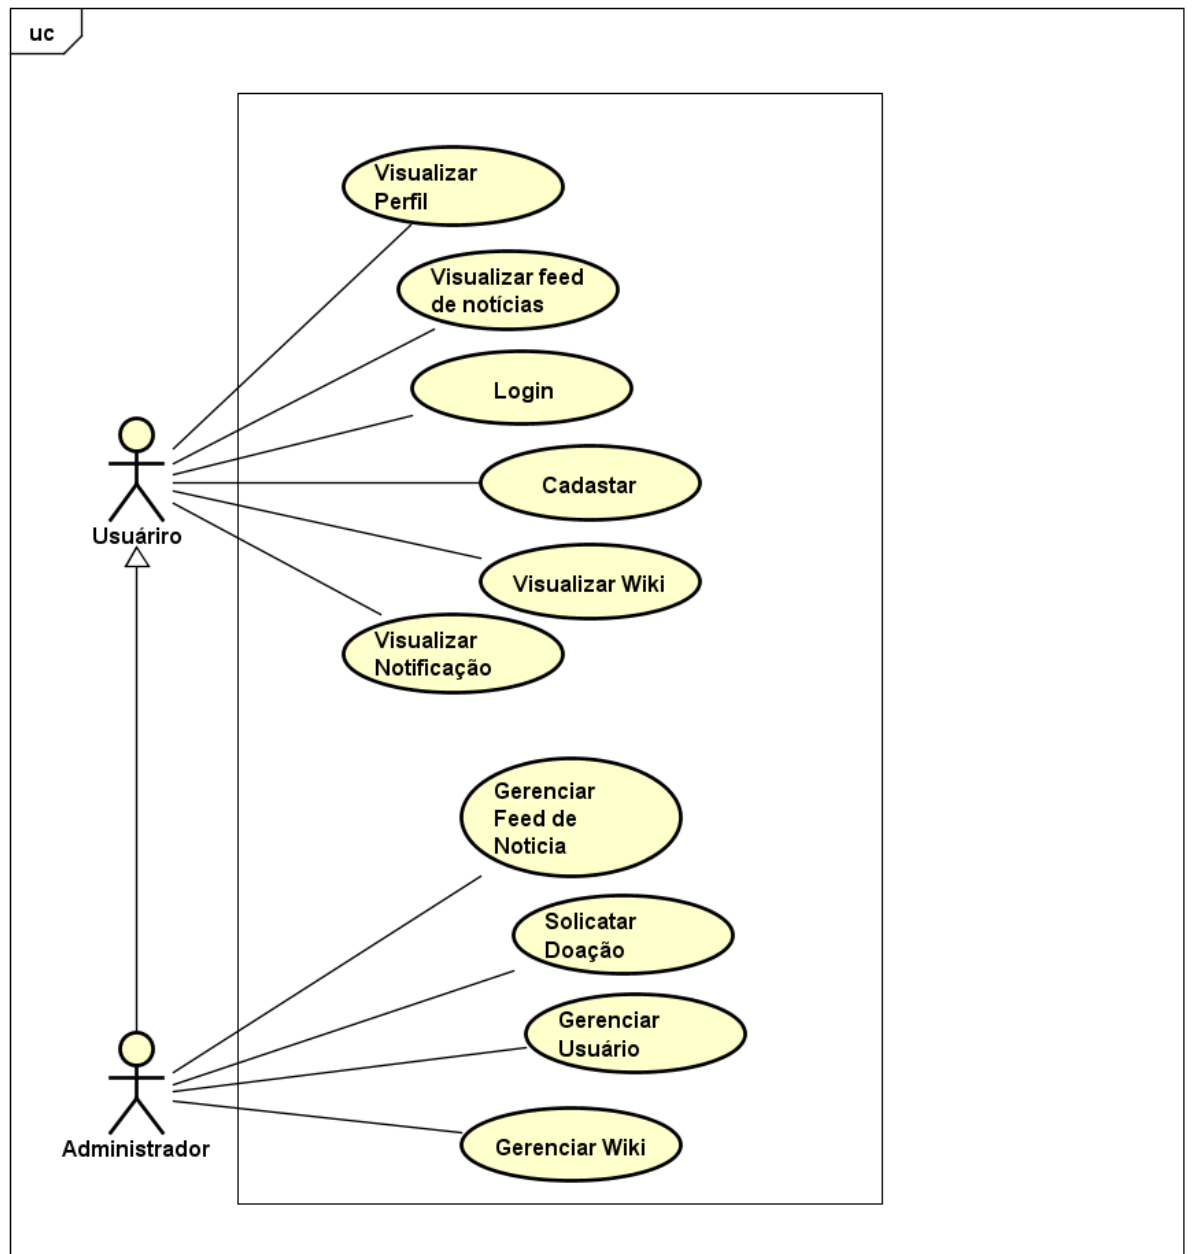 uc
Visualizar
Perfil
Visualizar feed
de notícias
Login
Cadastar
Usuáriro
Visualizar Wiki
Visualizar
Notificação
Gerenciar
Feed de
Noticia
Solicatar
Doação
Gerenciar
Usuário
Administrador
Gerenciar Wiki